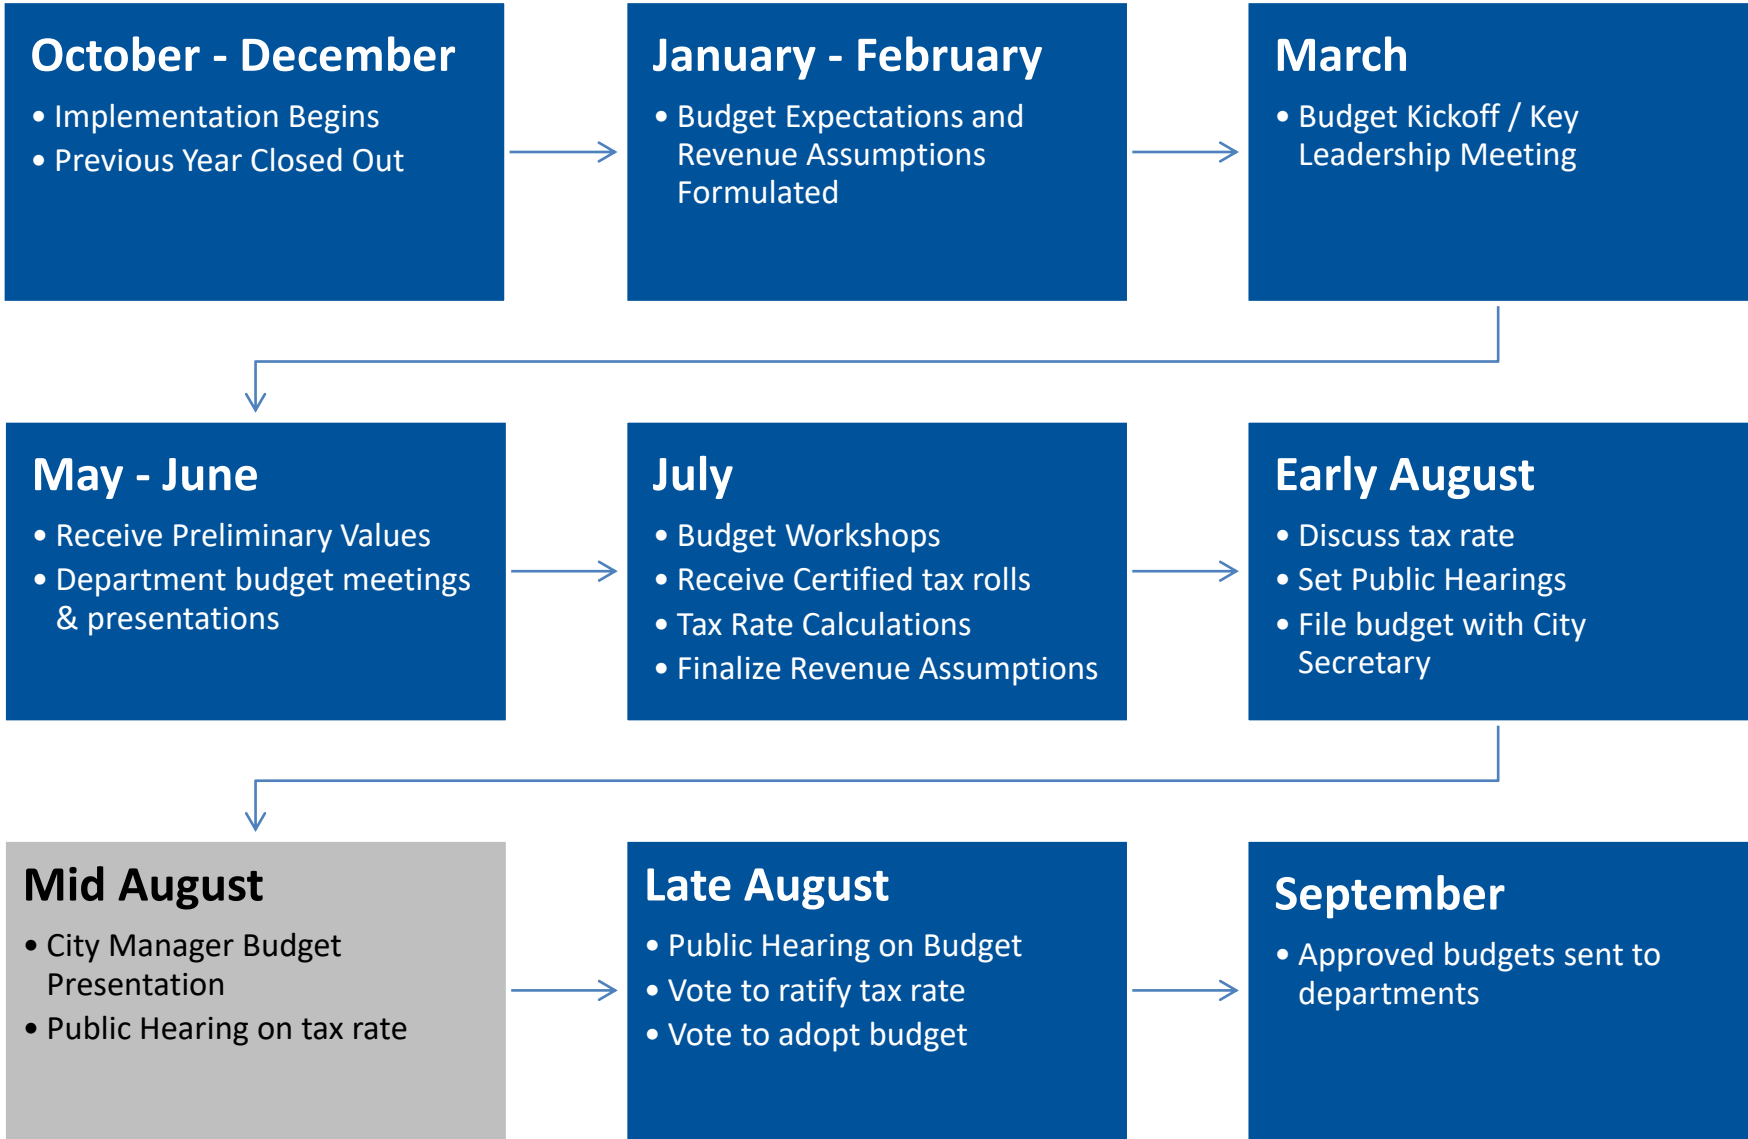 October - December
• Implementation Begins
• Previous Year Closed Out
January - February
• Budget Expectations and
Revenue Assumptions
Formulated
March
• Budget Kickoff / Key
Leadership Meeting
May - June
• Receive Preliminary Values
• Department budget meetings
& presentations
July
• Budget Workshops
• Receive Certified tax rolls
• Tax Rate Calculations
• Finalize Revenue Assumptions
Early August
• Discuss tax rate
• Set Public Hearings
• File budget with City
Secretary
Mid August
• City Manager Budget
Presentation
• Public Hearing on tax rate
Late August
• Public Hearing on Budget
• Vote to ratify tax rate
• Vote to adopt budget
September
• Approved budgets sent to
departments